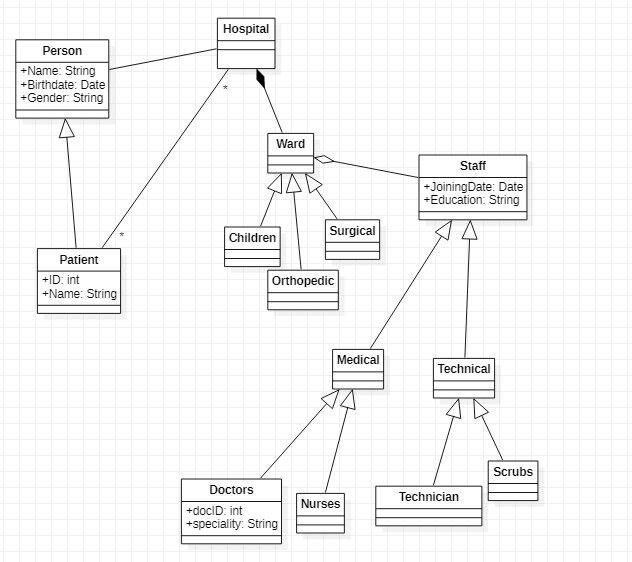 Hospital
Person
+Name: String
+Birthdate: Date
+Gender: String
*
Ward
Staff
+JoiningDate: Date
+Education: String
Children
Surgical
*
Patient
+ID: int
+Name: String
Orthopedic
Medical
Technical
Doctors
+docID: int
+speciality: String
Nurses
Technician
Scrubs